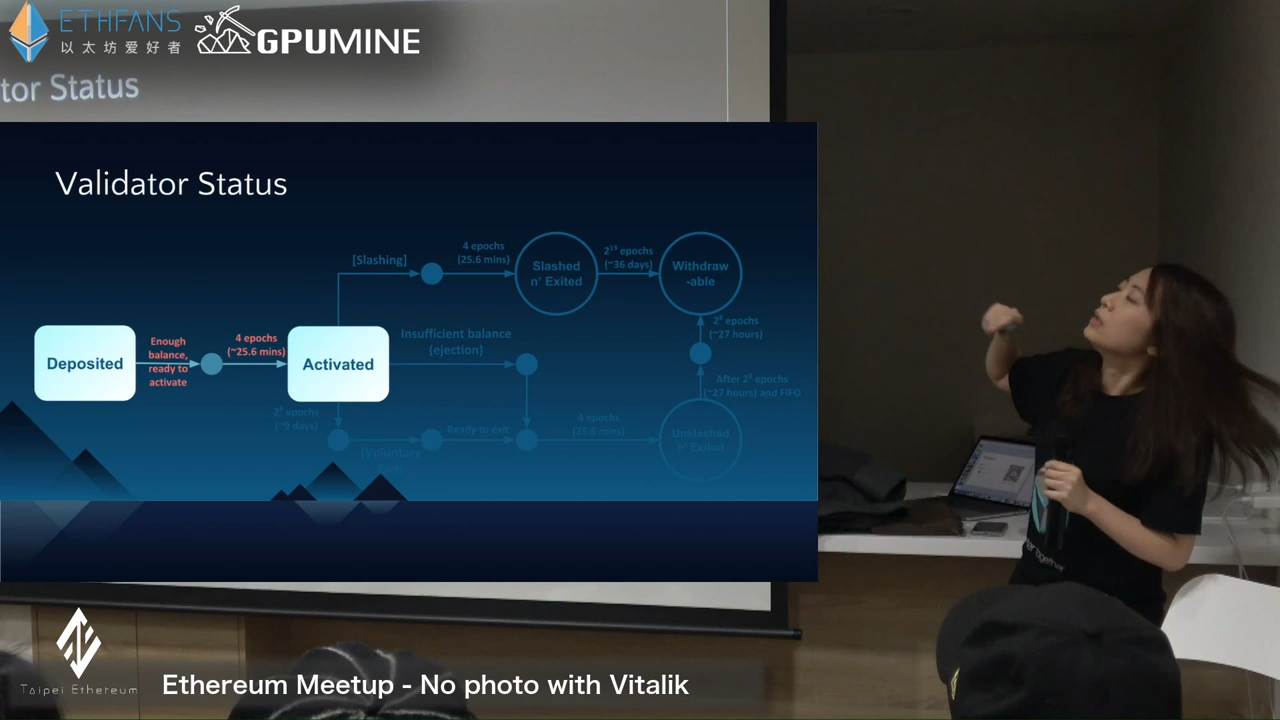 ETHFANS
以太坊爱好者
GPUMINE
tor Status
Validator Status
[Slashing]
4 epochs
(25.6 mins)
Slashed
n' Exited
2¹³ epochs
(~36 days)
Withdraw
-able
Deposited
Enough
balance,
ready to
activate
4 epochs
(~25.6 mins)
Activated
Insufficient balance
(ejection)
2⁸ epochs
(~27 hours)
After 2⁸ epochs
(~27 hours) and FIFO
epochs
(~9 days)
[Voluntary
Ready to exit
4 epochs
(25.6 mins)
Unslashed
n' Exited
together
Taipei Ethereum
Ethereum Meetup - No photo with Vitalik